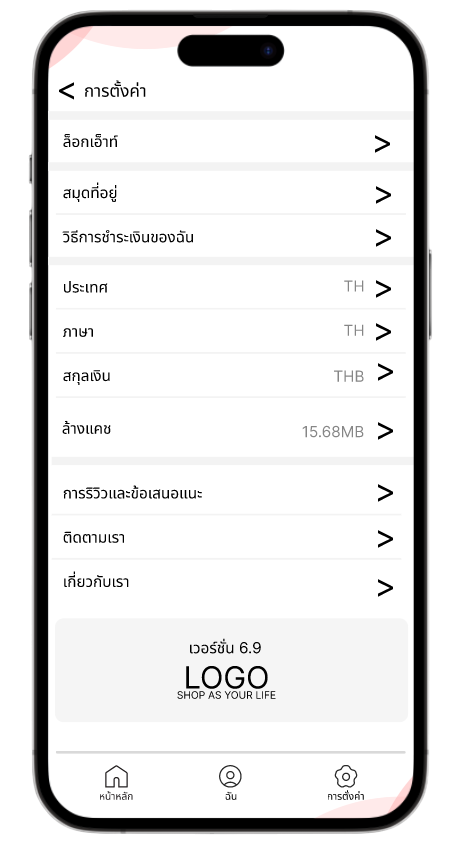 < การตั้งค่า
ล็อกเอ็าท์ >
สมุดที่อยู่ >
วิธีการชำระเงินของฉัน >
ประเทศ TH >
ภาษา TH >
สกุลเงิน THB >
ล้างแคช 15.68MB >
การรีวิวและข้อเสนอแนะ >
ติดตามเรา >
เกี่ยวกับเรา >
เวอร์ชั่น 6.9
LOGO
SHOP AS YOUR LIFE
หน้าหลัก ฉัน การตั้งค่า